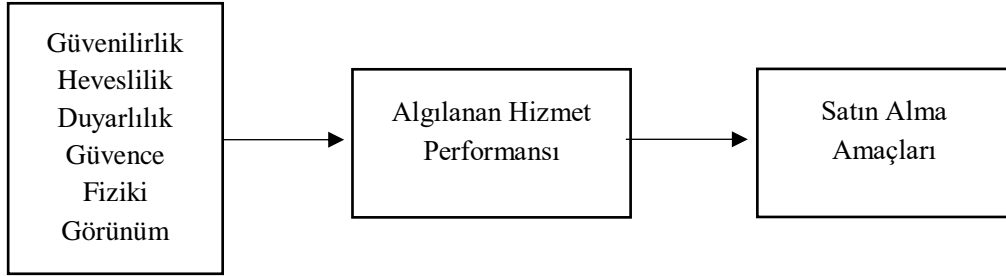 Güvenilirlik
Heveslilik
Duyarlılık
Güvence
Fiziki
Görünüm
Algılanan Hizmet
Performansı
Satın Alma
Amaçları